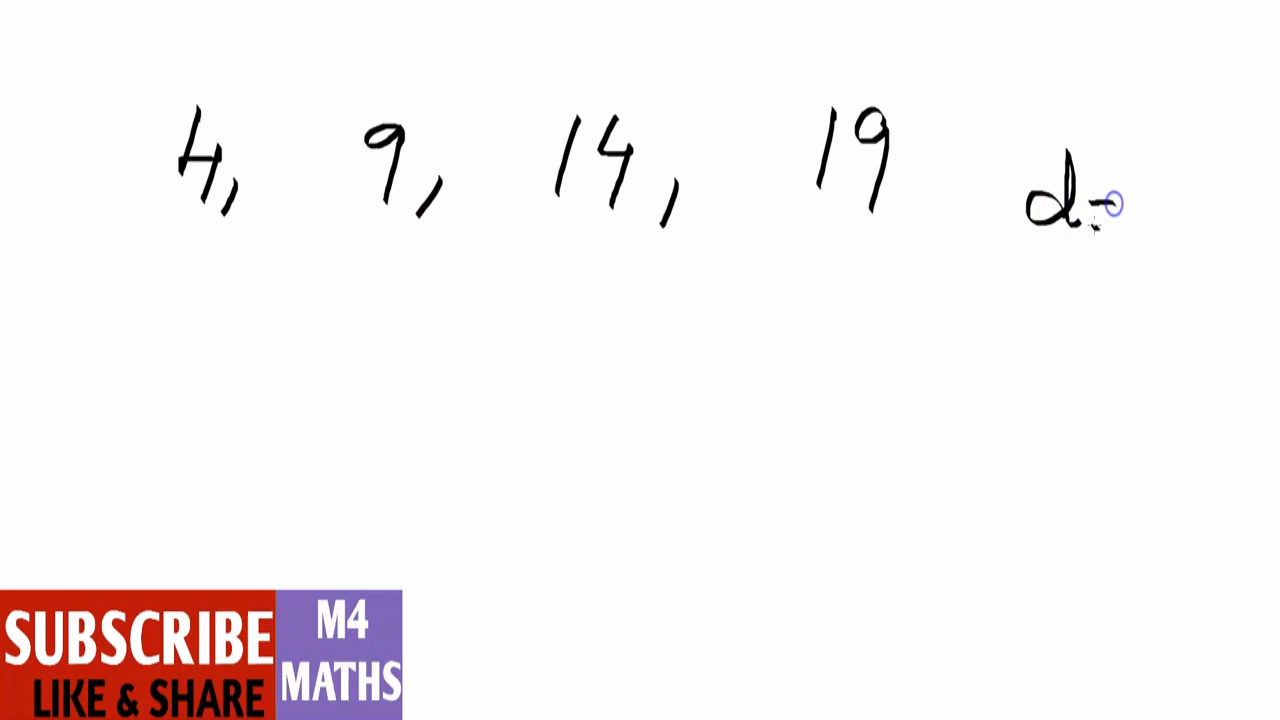 4, 9, 14, 19 d=
SUBSCRIBE
LIKE & SHARE
M4
MATHS